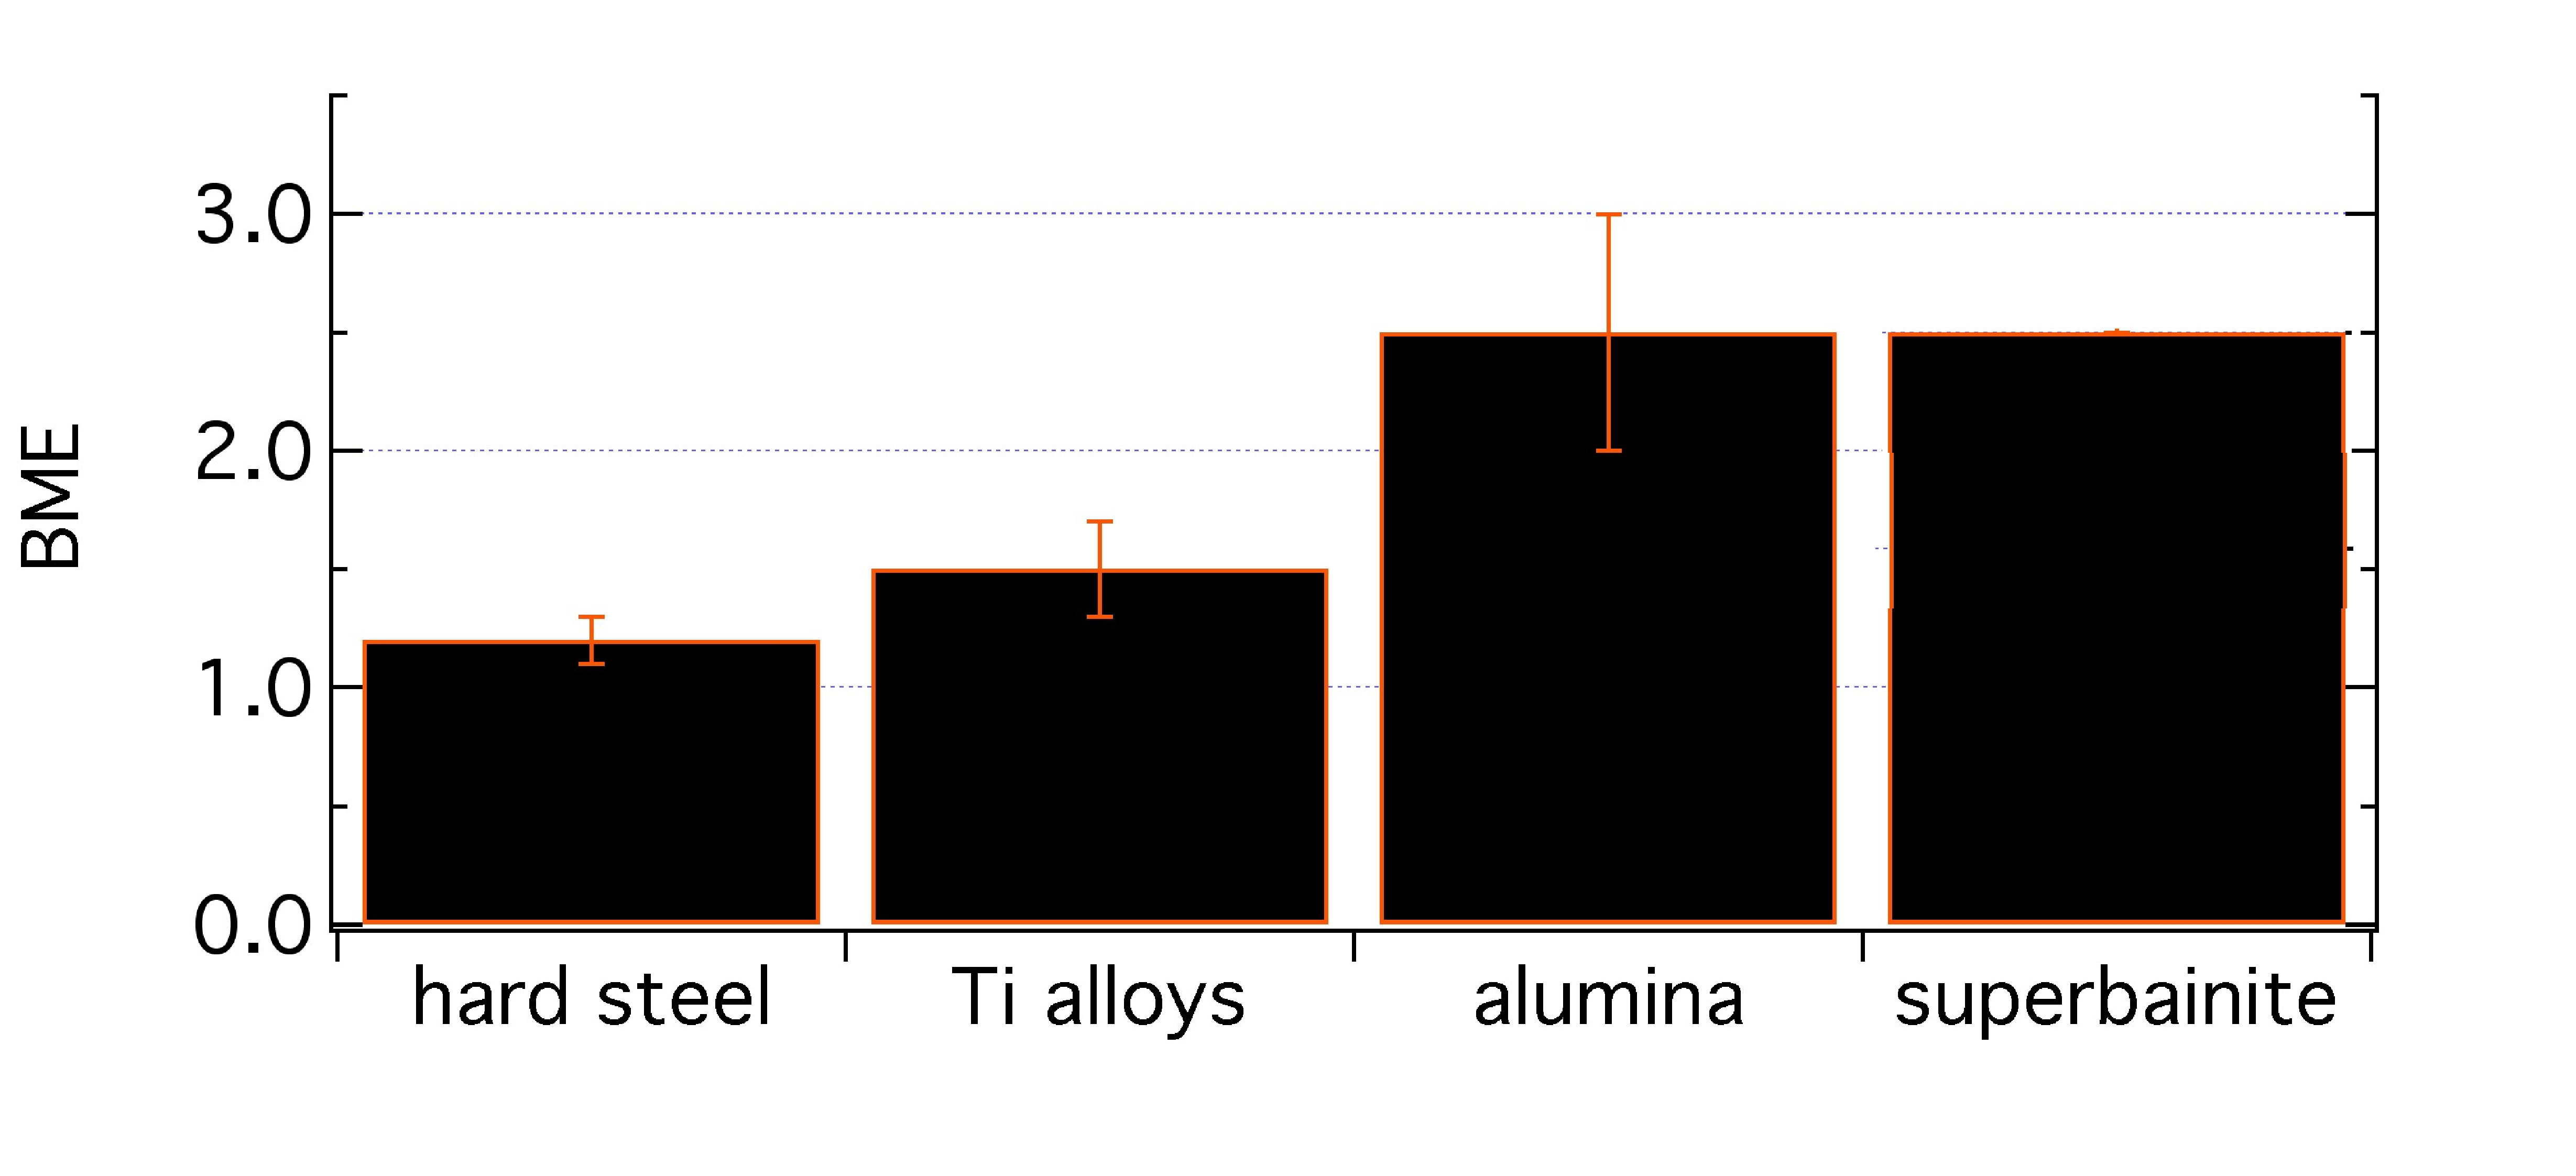 BME
3.0
2.0
1.0
0.0
hard steel
Ti alloys
alumina
superbainite